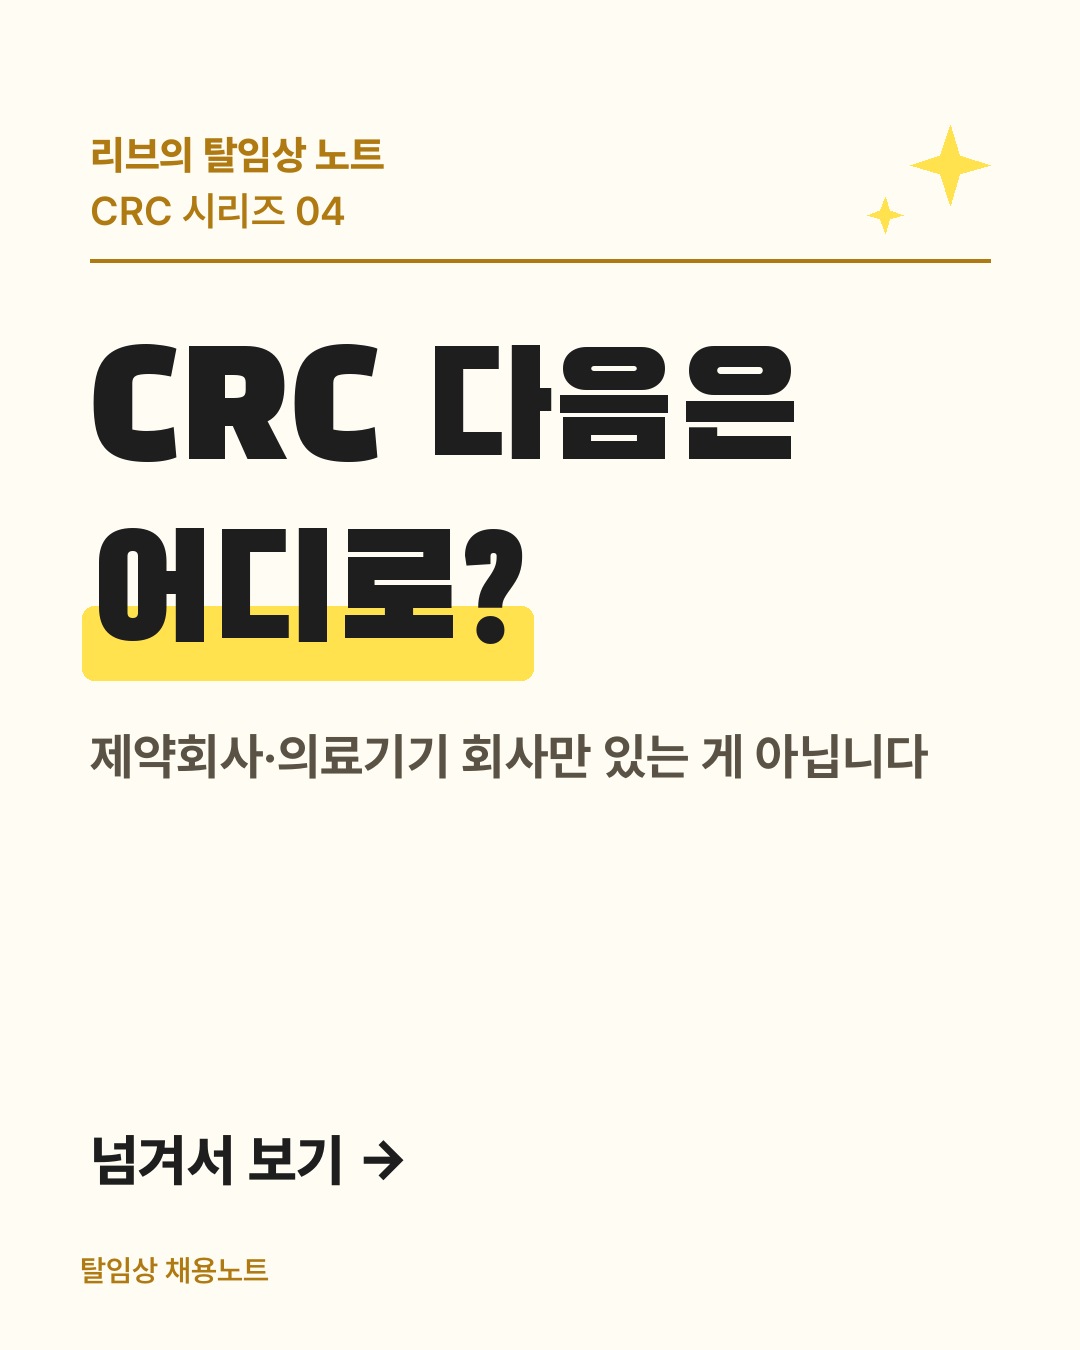 리브의 탈임상 노트
CRC 시리즈 04
CRC 다음은
어디로?
제약회사·의료기기 회사만 있는 게 아닙니다
넘겨서 보기 →
탈임상 채용노트